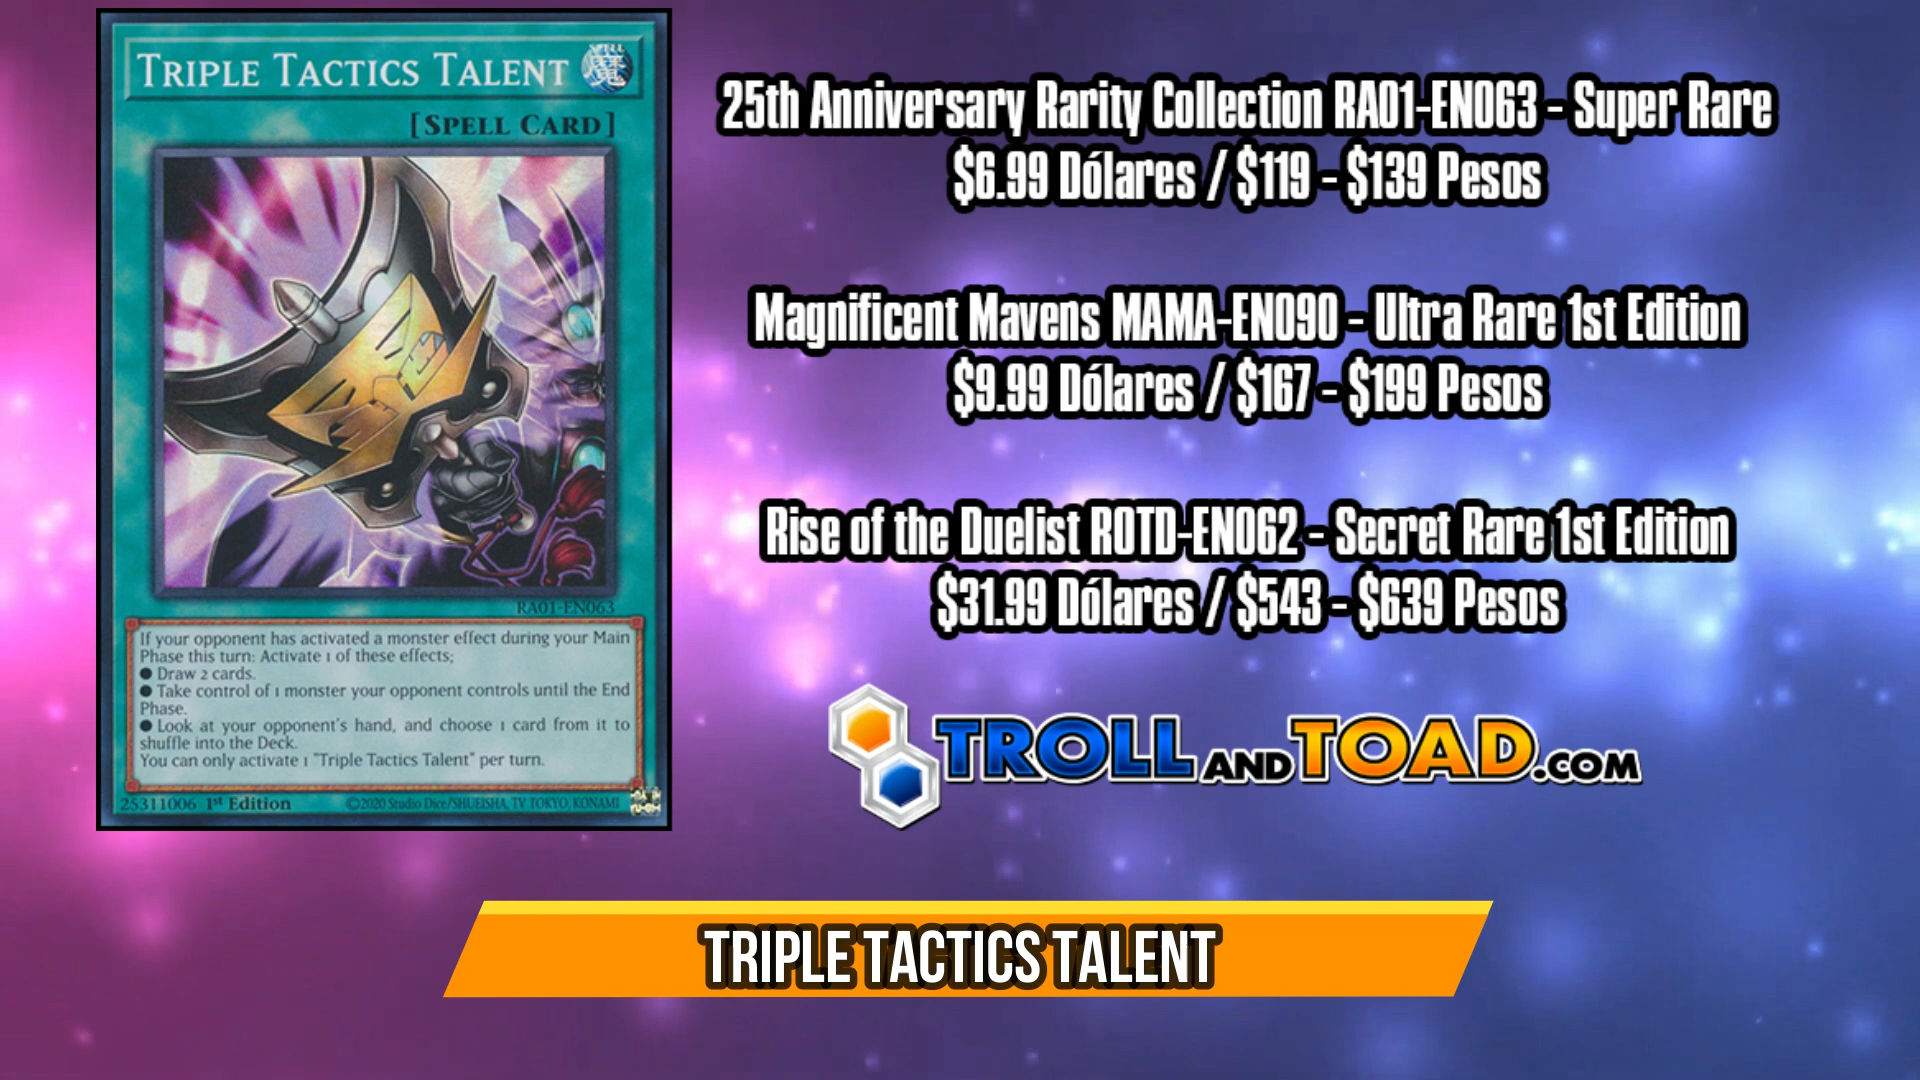 TRIPLE TACTICS TALENT
SPELL
魔
[SPELL CARD]
RA01-EN063
If your opponent has activated a monster effect during your Main
Phase this turn: Activate 1 of these effects;
● Draw 2 cards.
● Take control of 1 monster your opponent controls until the End
Phase.
● Look at your opponent's hand, and choose 1 card from it to
shuffle into the Deck.
You can only activate 1 "Triple Tactics Talent" per turn.
25311006 1st Edition ©2020 Studio Dice/SHUEISHA, TV TOKYO, KONAMI
25th Anniversary Rarity Collection RA01-EN063 - Super Rare
$6.99 Dólares / $119 - $139 Pesos
Magnificent Mavens MAMA-EN090 - Ultra Rare 1st Edition
$9.99 Dólares / $167 - $199 Pesos
Rise of the Duelist ROTD-EN062 - Secret Rare 1st Edition
$31.99 Dólares / $543 - $639 Pesos
TROLL AND TOAD.COM
TRIPLE TACTICS TALENT